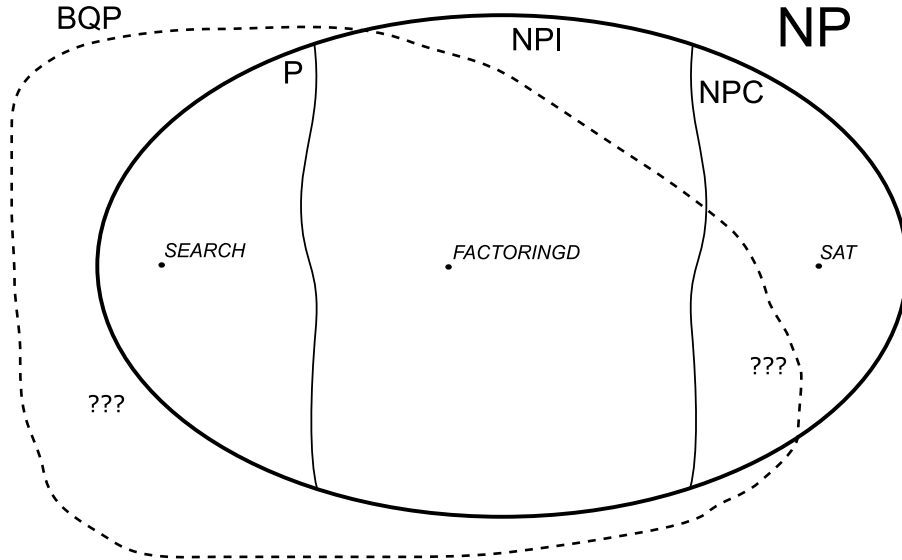 BQP
NPI
NP
P
NPC
SEARCH
FACTORINGD
SAT
???
???